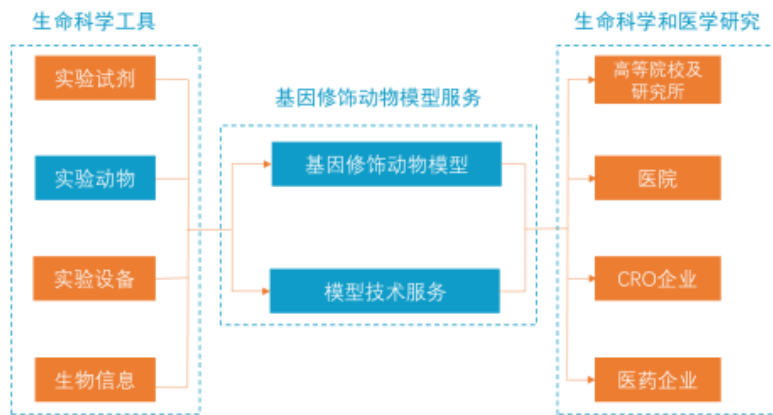 生命科学工具
实验试剂
实验动物
实验设备
生物信息
基因修饰动物模型服务
基因修饰动物模型
模型技术服务
生命科学和医学研究
高等院校及
研究所
医院
CRO企业
医药企业